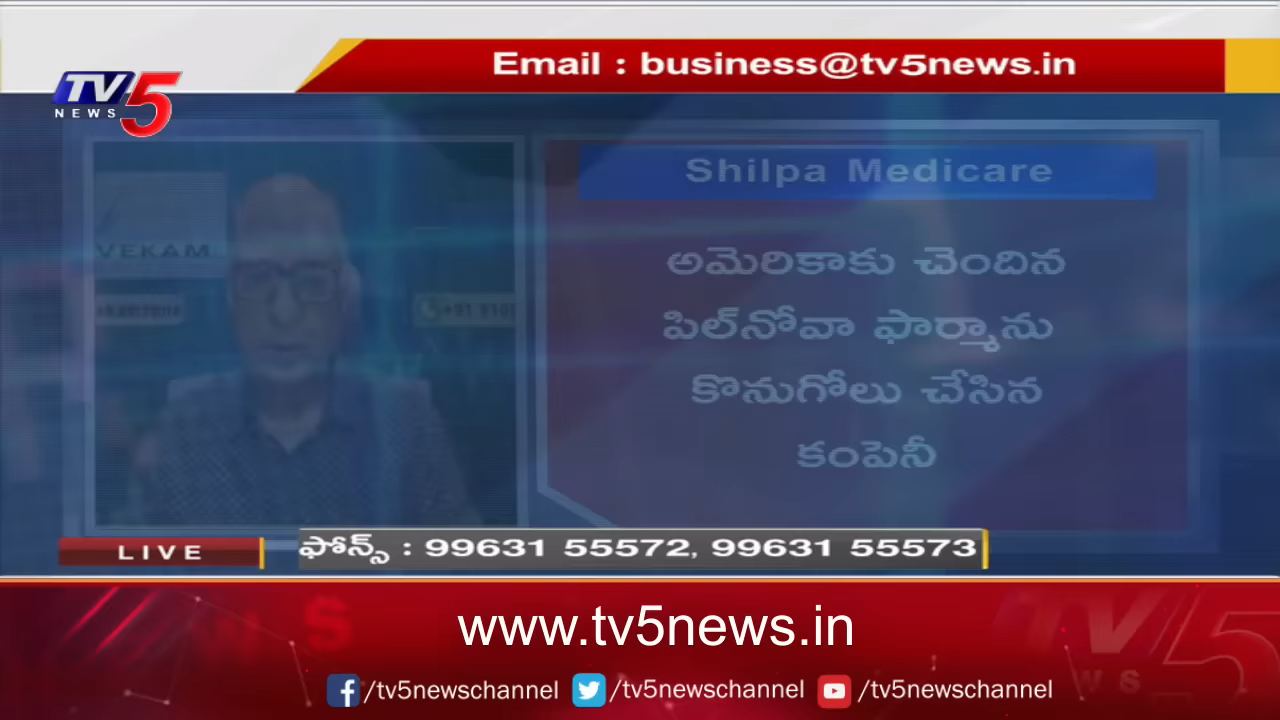 Email : business@tv5news.in
TV5
NEWS
Shilpa Medicare
VEKAM
అమెరికాకు చెందిన
పిల్‌నోవా ఫార్మాను
కొనుగోలు చేసిన
కంపెనీ
LIVE
ఫోన్స్ : 99631 55572, 99631 55573
www.tv5news.in
/tv5newschannel /tv5newschannel /tv5newschannel